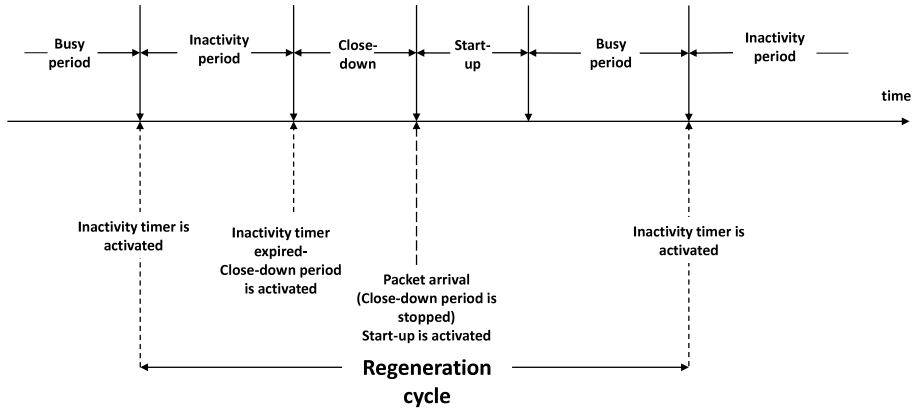 Busy
period
Inactivity
period
Close-
down
Start-
up
Busy
period
Inactivity
period
time
Inactivity timer is
activated
Inactivity timer
expired-
Close-down period
is activated
Packet arrival
(Close-down period is
stopped)
Start-up is activated
Inactivity timer is
activated
Regeneration
cycle